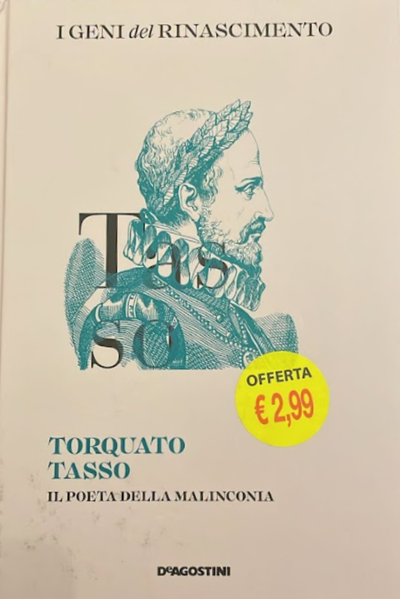 I GENI del RINASCIMENTO
Tas
so
OFFERTA
€ 2,99
TORQUATO
TASSO
IL POETA DELLA MALINCONIA
DeAGOSTINI